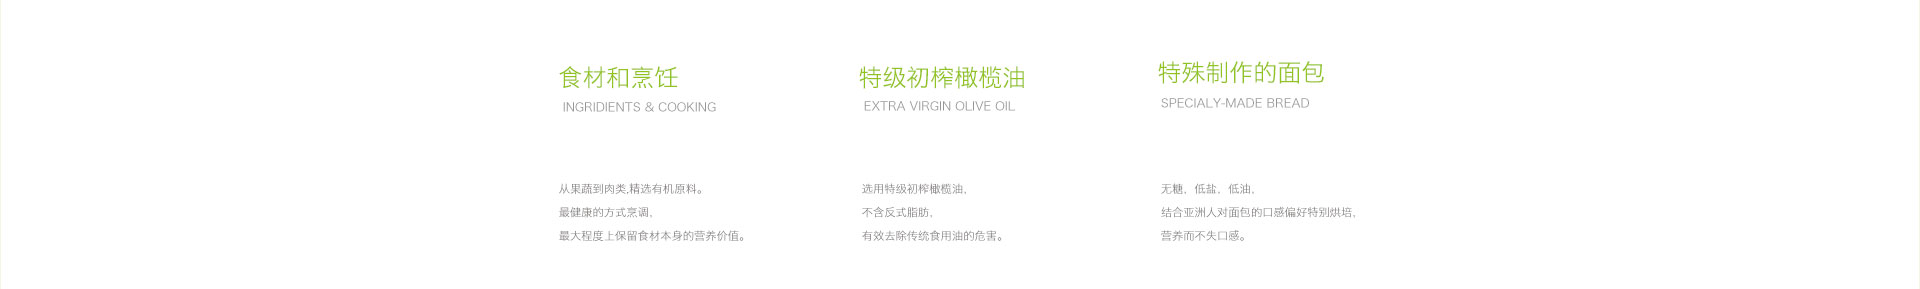 食材和烹饪
INGRIDIENTS & COOKING
从果蔬到肉类,精选有机原料。
最健康的方式烹调，
最大程度上保留食材本身的营养价值。
特级初榨橄榄油
EXTRA VIRGIN OLIVE OIL
选用特级初榨橄榄油，
不含反式脂肪，
有效去除传统食用油的危害。
特殊制作的面包
SPECIALY-MADE BREAD
无糖，低盐，低油，
结合亚洲人对面包的口感偏好特别烘培，
营养而不失口感。